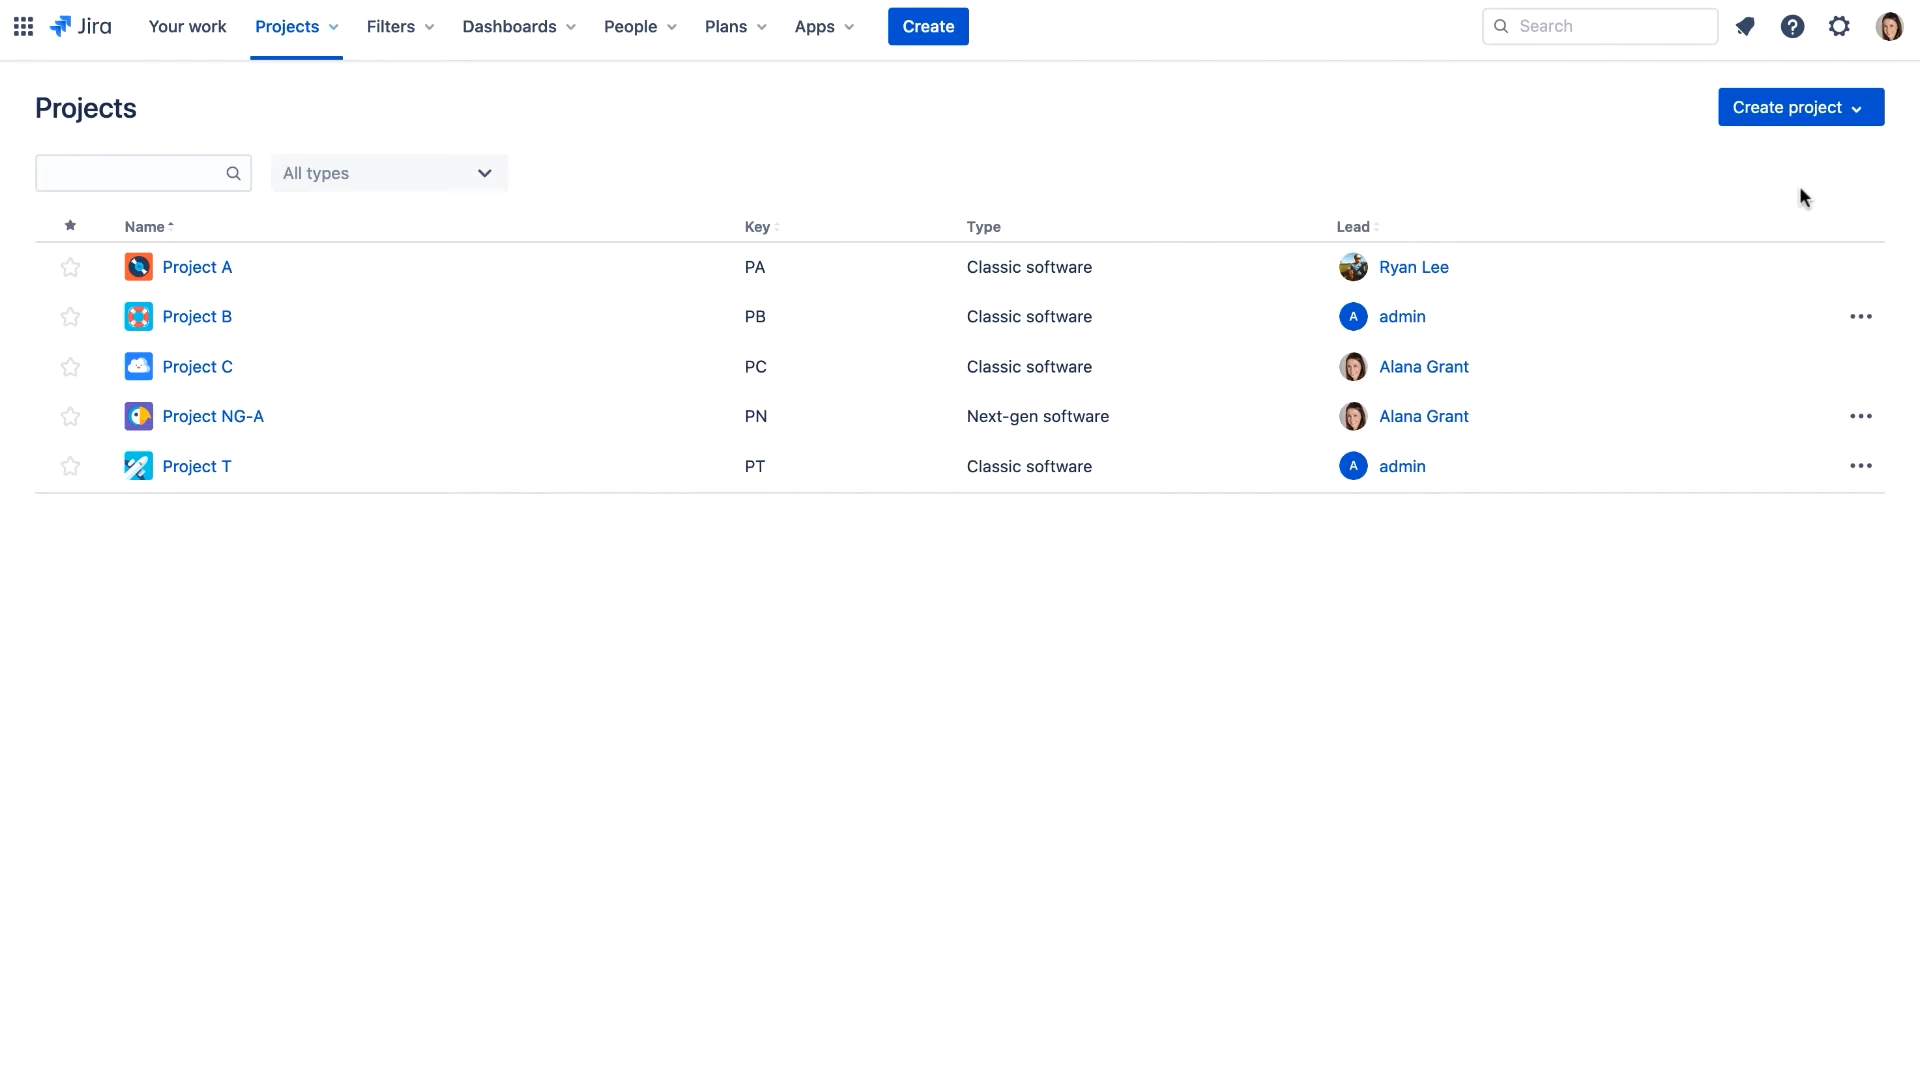 Jira Your work Projects Filters Dashboards People Plans Apps Create Search ?
Projects Create project
All types
Name Key Type Lead
Project A PA Classic software Ryan Lee
Project B PB Classic software A admin
Project C PC Classic software Alana Grant
Project NG-A PN Next-gen software Alana Grant
Project T PT Classic software A admin